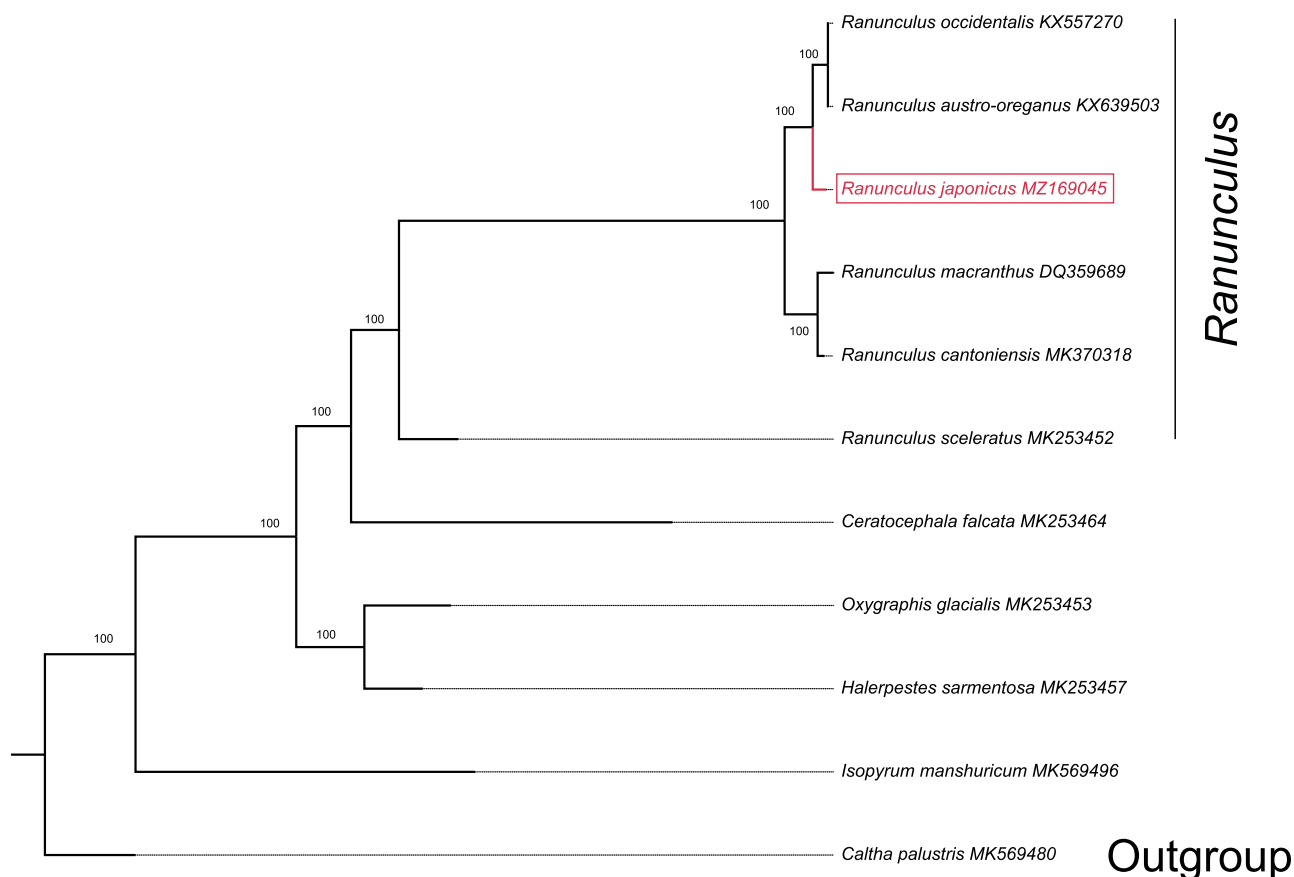 Ranunculus occidentalis KX557270
100
Ranunculus austro-oreganus KX639503
100
Ranunculus japonicus MZ169045
100
Ranunculus macranthus DQ359689
100
Ranunculus cantoniensis MK370318
Ranunculus
100
Ranunculus sceleratus MK253452
100
Ceratocephala falcata MK253464
100
Oxygraphis glacialis MK253453
100
Halerpestes sarmentosa MK253457
100
Isopyrum manshuricum MK569496
Caltha palustris MK569480
Outgroup